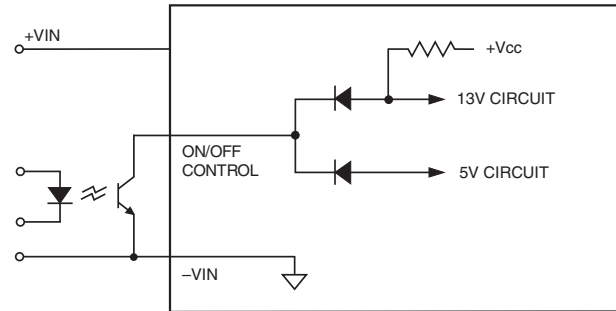 +VIN
+Vcc
13V CIRCUIT
ON/OFF
CONTROL
5V CIRCUIT
–VIN